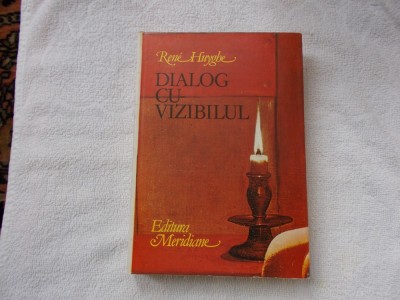 René Huyghe
DIALOG
CU
VIZIBILUL
Editura
Meridiane